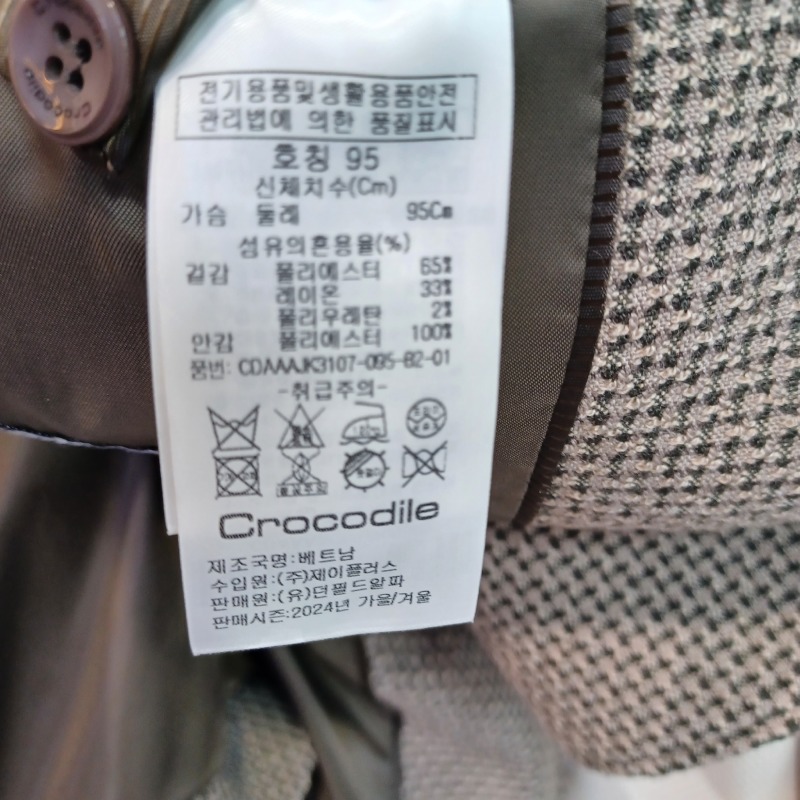 Crocodile
전기용품및생활용품안전
관리법에 의한 품질표시
호칭 95
신체치수(Cm)
가슴 둘레 95Cm
섬유의혼용율(%)
겉감 폴리에스터 65%
레이온 33%
폴리우레탄 2%
안감 폴리에스터 100%
품번: CDAAAJK3107-095-B2-01
-취급주의-
Crocodile
제조국명:베트남
수입원:(주)제이플러스
판매원:(유)던필드알파
판매시즌:2024년 가을/겨울